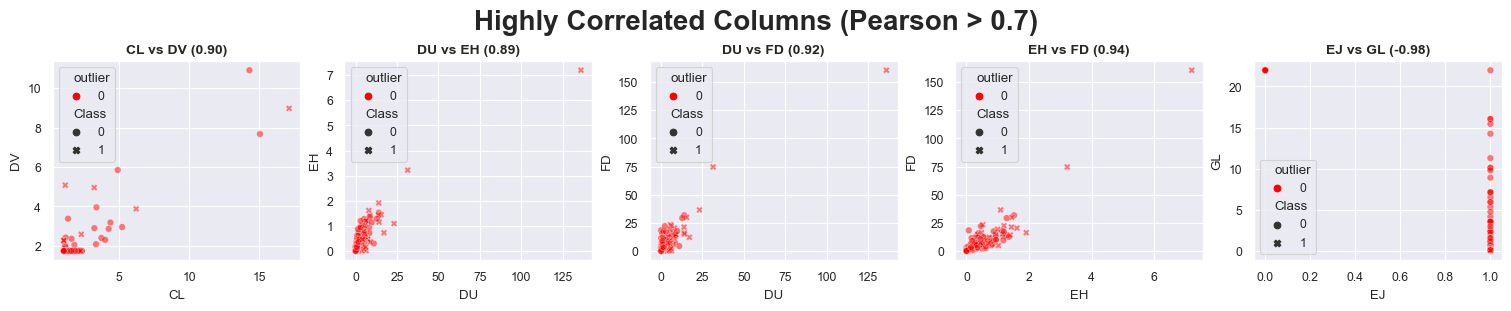 Highly Correlated Columns (Pearson > 0.7)
CL vs DV (0.90)
DV
10
8
6
4
2
outlier
0
Class
0
1
5
10
15
CL
DU vs EH (0.89)
EH
7
6
5
4
3
2
1
0
outlier
0
Class
0
1
0
25
50
75
100
125
DU
DU vs FD (0.92)
FD
150
125
100
75
50
25
0
outlier
0
Class
0
1
0
25
50
75
100
125
DU
EH vs FD (0.94)
FD
150
125
100
75
50
25
0
outlier
0
Class
0
1
0
2
4
6
EH
EJ vs GL (-0.98)
GL
20
15
10
5
0
outlier
0
Class
0
1
0.0
0.2
0.4
0.6
0.8
1.0
EJ